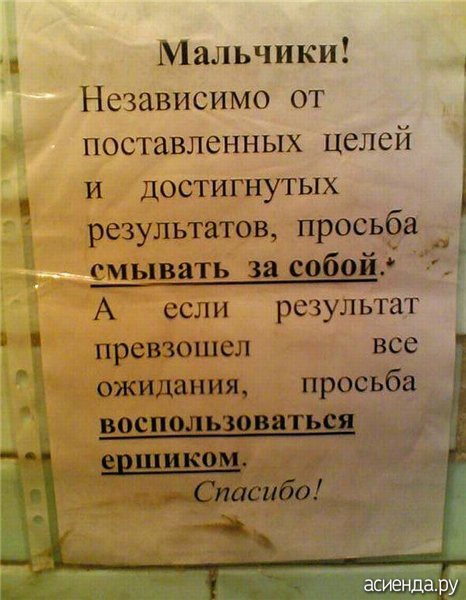 Мальчики!
Независимо от
поставленных целей
и достигнутых
результатов, просьба
смывать за собой.
А если результат
превзошел все
ожидания, просьба
воспользоваться
ершиком.
Спасибо!
асиенда.ру